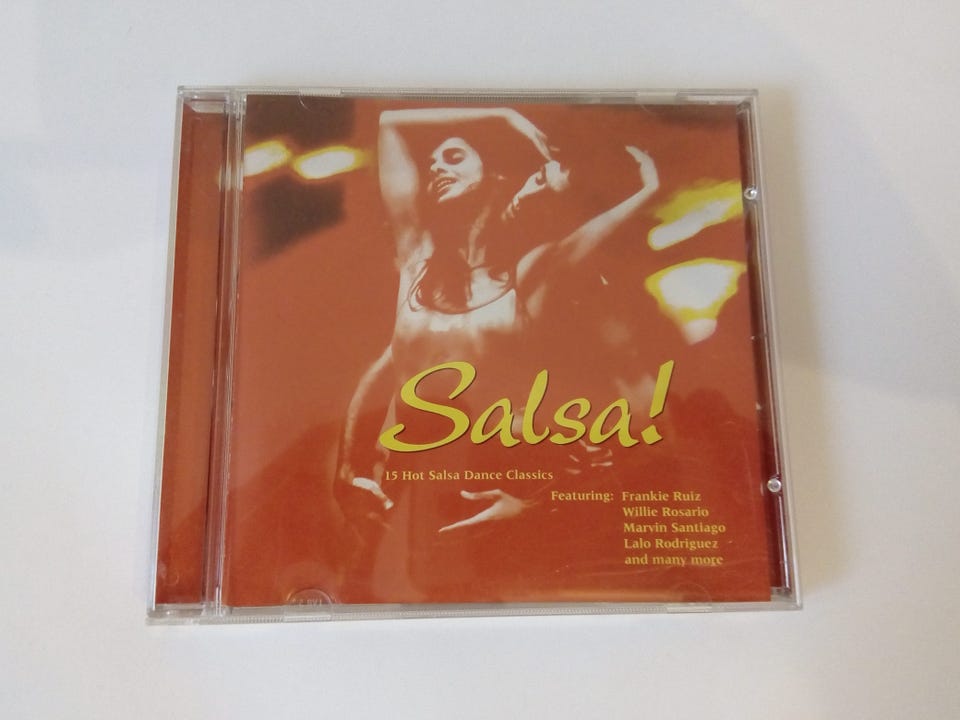 Salsa!
15 Hot Salsa Dance Classics
Featuring: Frankie Ruiz
Willie Rosario
Marvin Santiago
Lalo Rodriguez
and many more